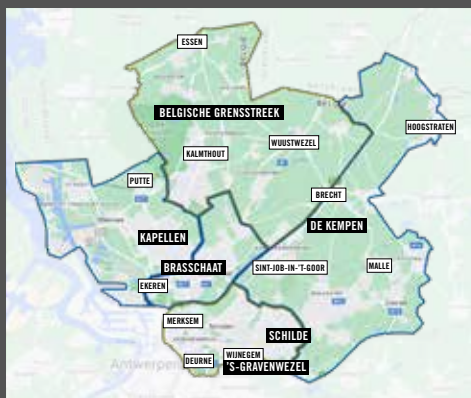 ESSEN
BELGISCHE GRENSSTREEK
HOOGSTRATEN
WUUSTWEZEL
KALMTHOUT
PUTTE
BRECHT
DE KEMPEN
KAPELLEN
BRASSCHAAT
SINT-JOB-IN-'T-GOOR
MALLE
EKEREN
MERKSEM
SCHILDE
WIJNEGEM
DEURNE
'S-GRAVENWEZEL
Antwerpen